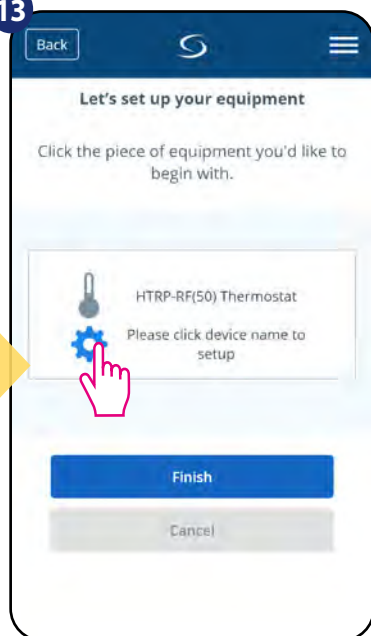 13
Back
Let's set up your equipment
Click the piece of equipment you'd like to
begin with.
HTRP-RF(50) Thermostat
Please click device name to
setup
Finish
Cancel